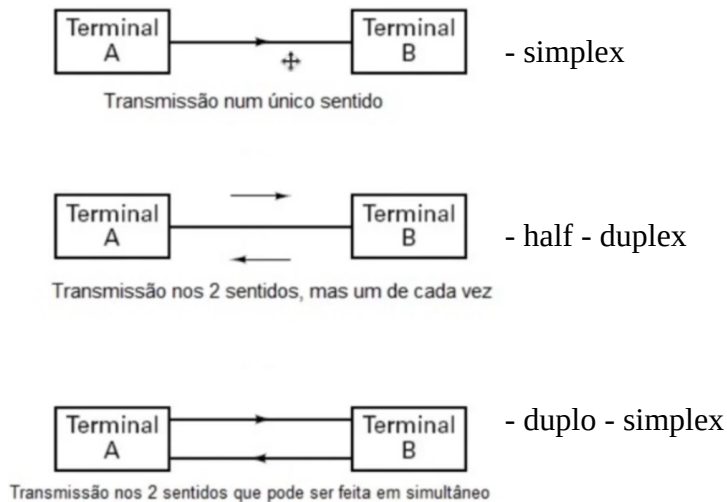 Terminal A
Terminal B
- simplex
Transmissão num único sentido
Terminal A
Terminal B
- half - duplex
Transmissão nos 2 sentidos, mas um de cada vez
Terminal A
Terminal B
- duplo - simplex
Transmissão nos 2 sentidos que pode ser feita em simultâneo